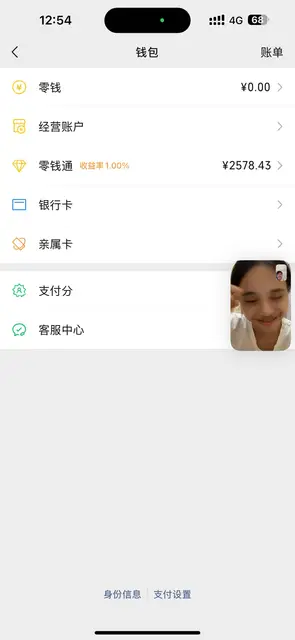 12:54 4G 68
钱包 账单
零钱 ¥0.00
经营账户
零钱通 收益率1.00% ¥2578.43
银行卡
亲属卡
支付分
客服中心
身份信息 支付设置